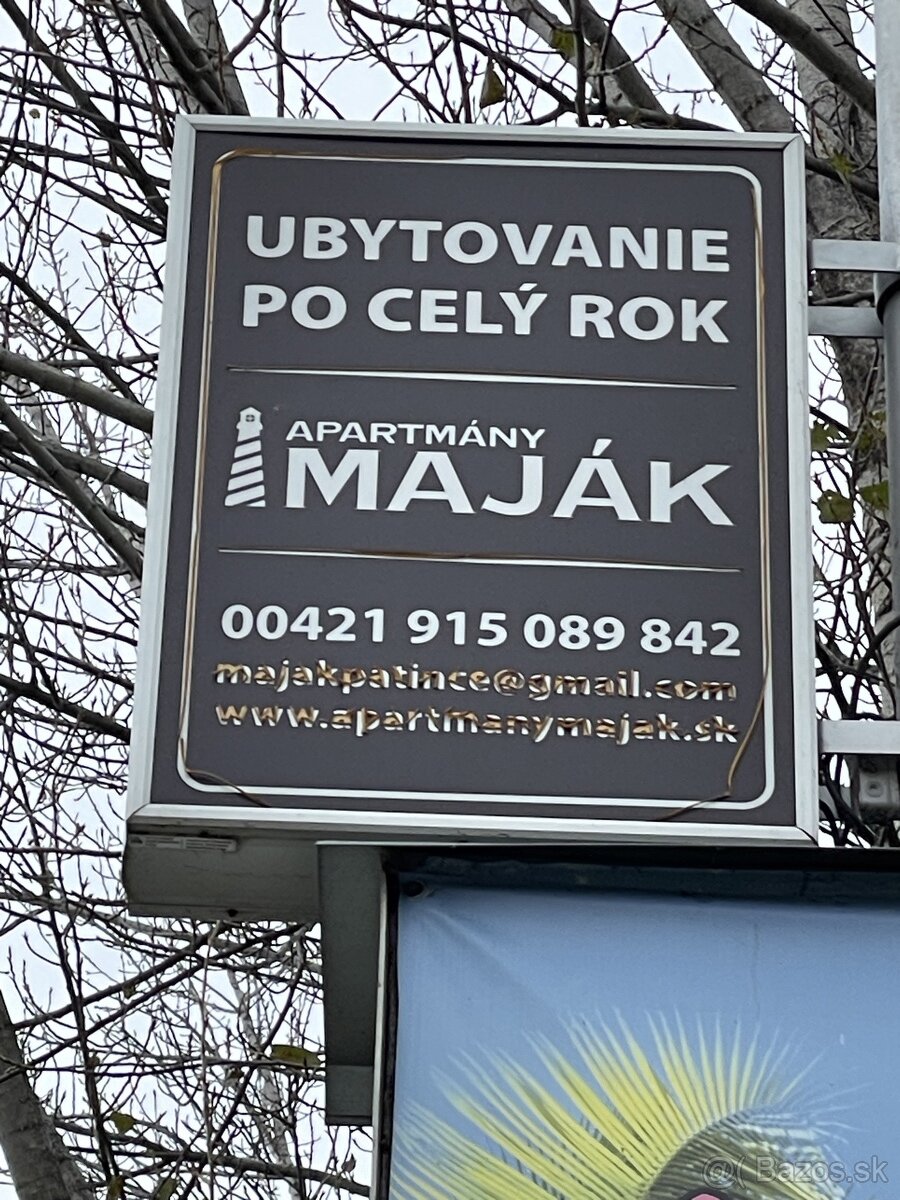 UBYTOVANIE
PO CELÝ ROK
APARTMÁNY
MAJÁK
00421 915 089 842
majakpatince@gmail.com
www.apartmanymajak.sk
@( Bazos.sk